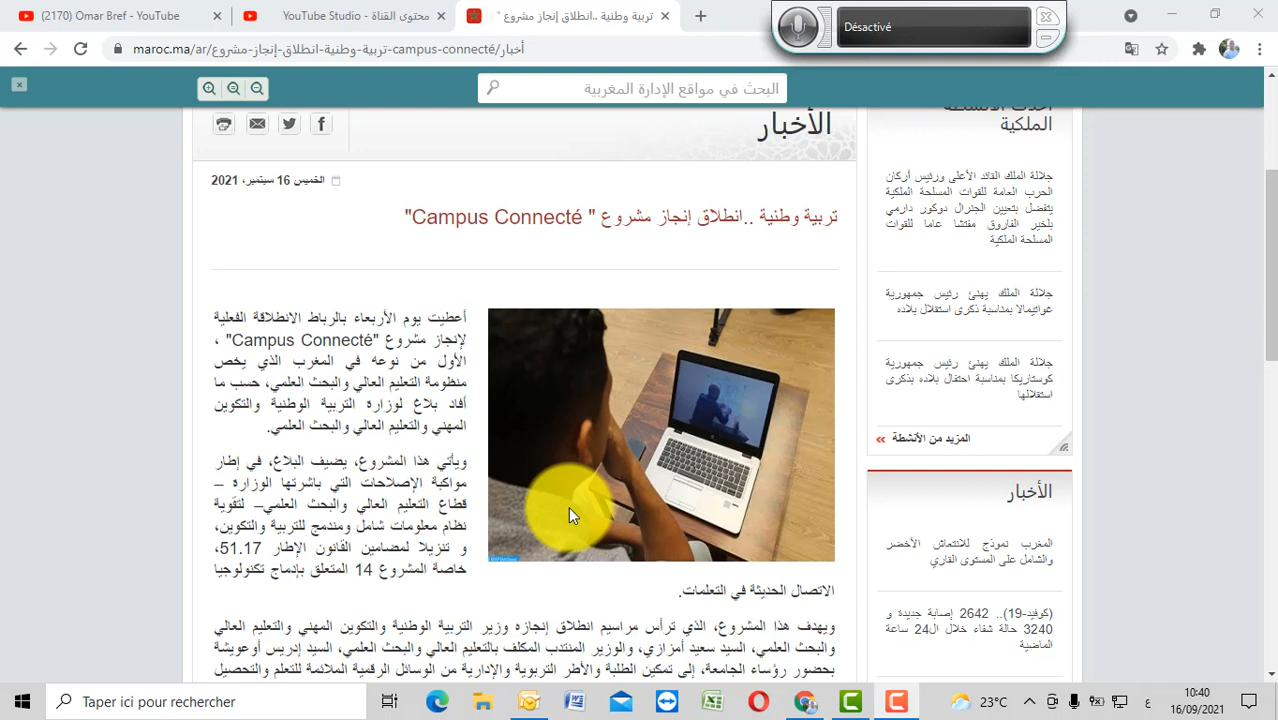 (2170) Omar Bref Youtube
محتوى القناة - YouTube Studio
تربية وطنية ..انطلاق إنجاز مشروع "
Désactivé
البحث في مواقع الإدارة المغربية
الأخبار
الخميس 16 سبتمبر، 2021
تربية وطنية ..انطلاق إنجاز مشروع " Campus Connecté"
أعطيت يوم الأربعاء بالرباط، الانطلاقة الفعلية
لإنجاز مشروع "Campus Connecté" ،
الأول من نوعه في المغرب الذي يخص
منظومة التعليم العالي والبحث العلمي، حسب ما
أفاد بلاغ لوزارة التربية الوطنية والتكوين
المهني والتعليم العالي والبحث العلمي.
ويأتي هذا المشروع، يضيف البلاغ، في إطار
مواكبة الإصلاحات التي باشرتها الوزارة –
قطاع التعليم العالي والبحث العلمي– لتقوية
نظام معلومات شامل ومندمج للتربية والتكوين،
و تنزيلا لمضامين القانون الإطار 51.17
خاصة المشروع 14 المتعلق بإدماج تكنولوجيا
الاتصال الحديثة في التعلمات.
ويهدف هذا المشروع، الذي ترأس مراسيم انطلاق إنجازه وزير التربية الوطنية والتكوين المهني والتعليم العالي
والبحث العلمي، السيد سعيد أمزازي، والوزير المنتدب المكلف بالتعليم العالي والبحث العلمي، السيد إدريس أوعويشة
بحضور رؤساء الجامعة، إلى تمكين الطلبة والأطر التربوية والإدارية من الوسائل الرقمية الملائمة للتعلم والتحصيل
أحدث الأنشطة
الملكية
جلالة الملك القائد الأعلى ورئيس أركان
الحرب العامة للقوات المسلحة الملكية
يتفضل بتعيين الجنرال دوكور دارمي
بلخير الفاروق مفتشا عاما للقوات
المسلحة الملكية
جلالة الملك يهنئ رئيس جمهورية
غواتيمالا بمناسبة ذكرى استقلال بلاده
جلالة الملك يهنئ رئيس جمهورية
كوستاريكا بمناسبة احتفال بلاده بذكرى
استقلالها
المزيد من الأنشطة
الأخبار
المغرب نموذج للانتعاش الأخضر
والشامل على المستوى القاري
(كوفيد-19).. 2642 إصابة جديدة و
3240 حالة شفاء خلال ال24 ساعة
الماضية
Taper ici pour rechercher
23°C
ع
10:40
16/09/2021